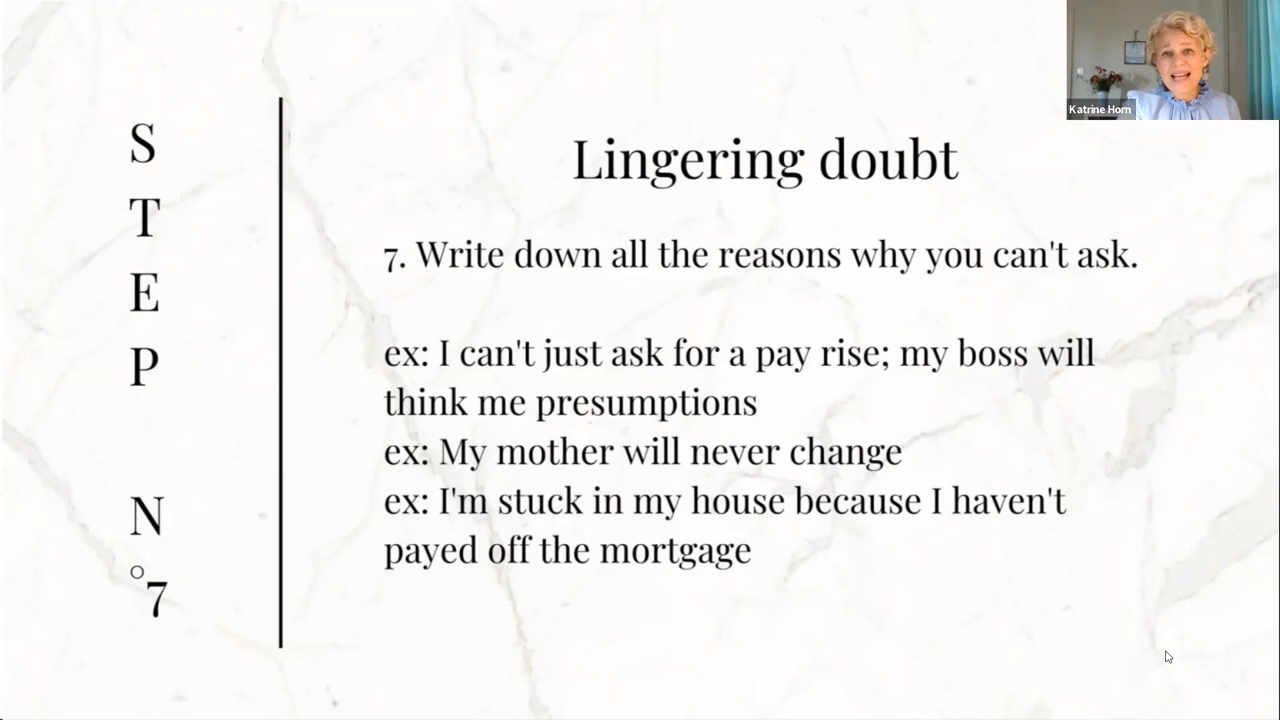 S
T
E
P
N
°7
Lingering doubt
7. Write down all the reasons why you can't ask.
ex: I can't just ask for a pay rise; my boss will
think me presumptions
ex: My mother will never change
ex: I'm stuck in my house because I haven't
payed off the mortgage
Katrine Horn